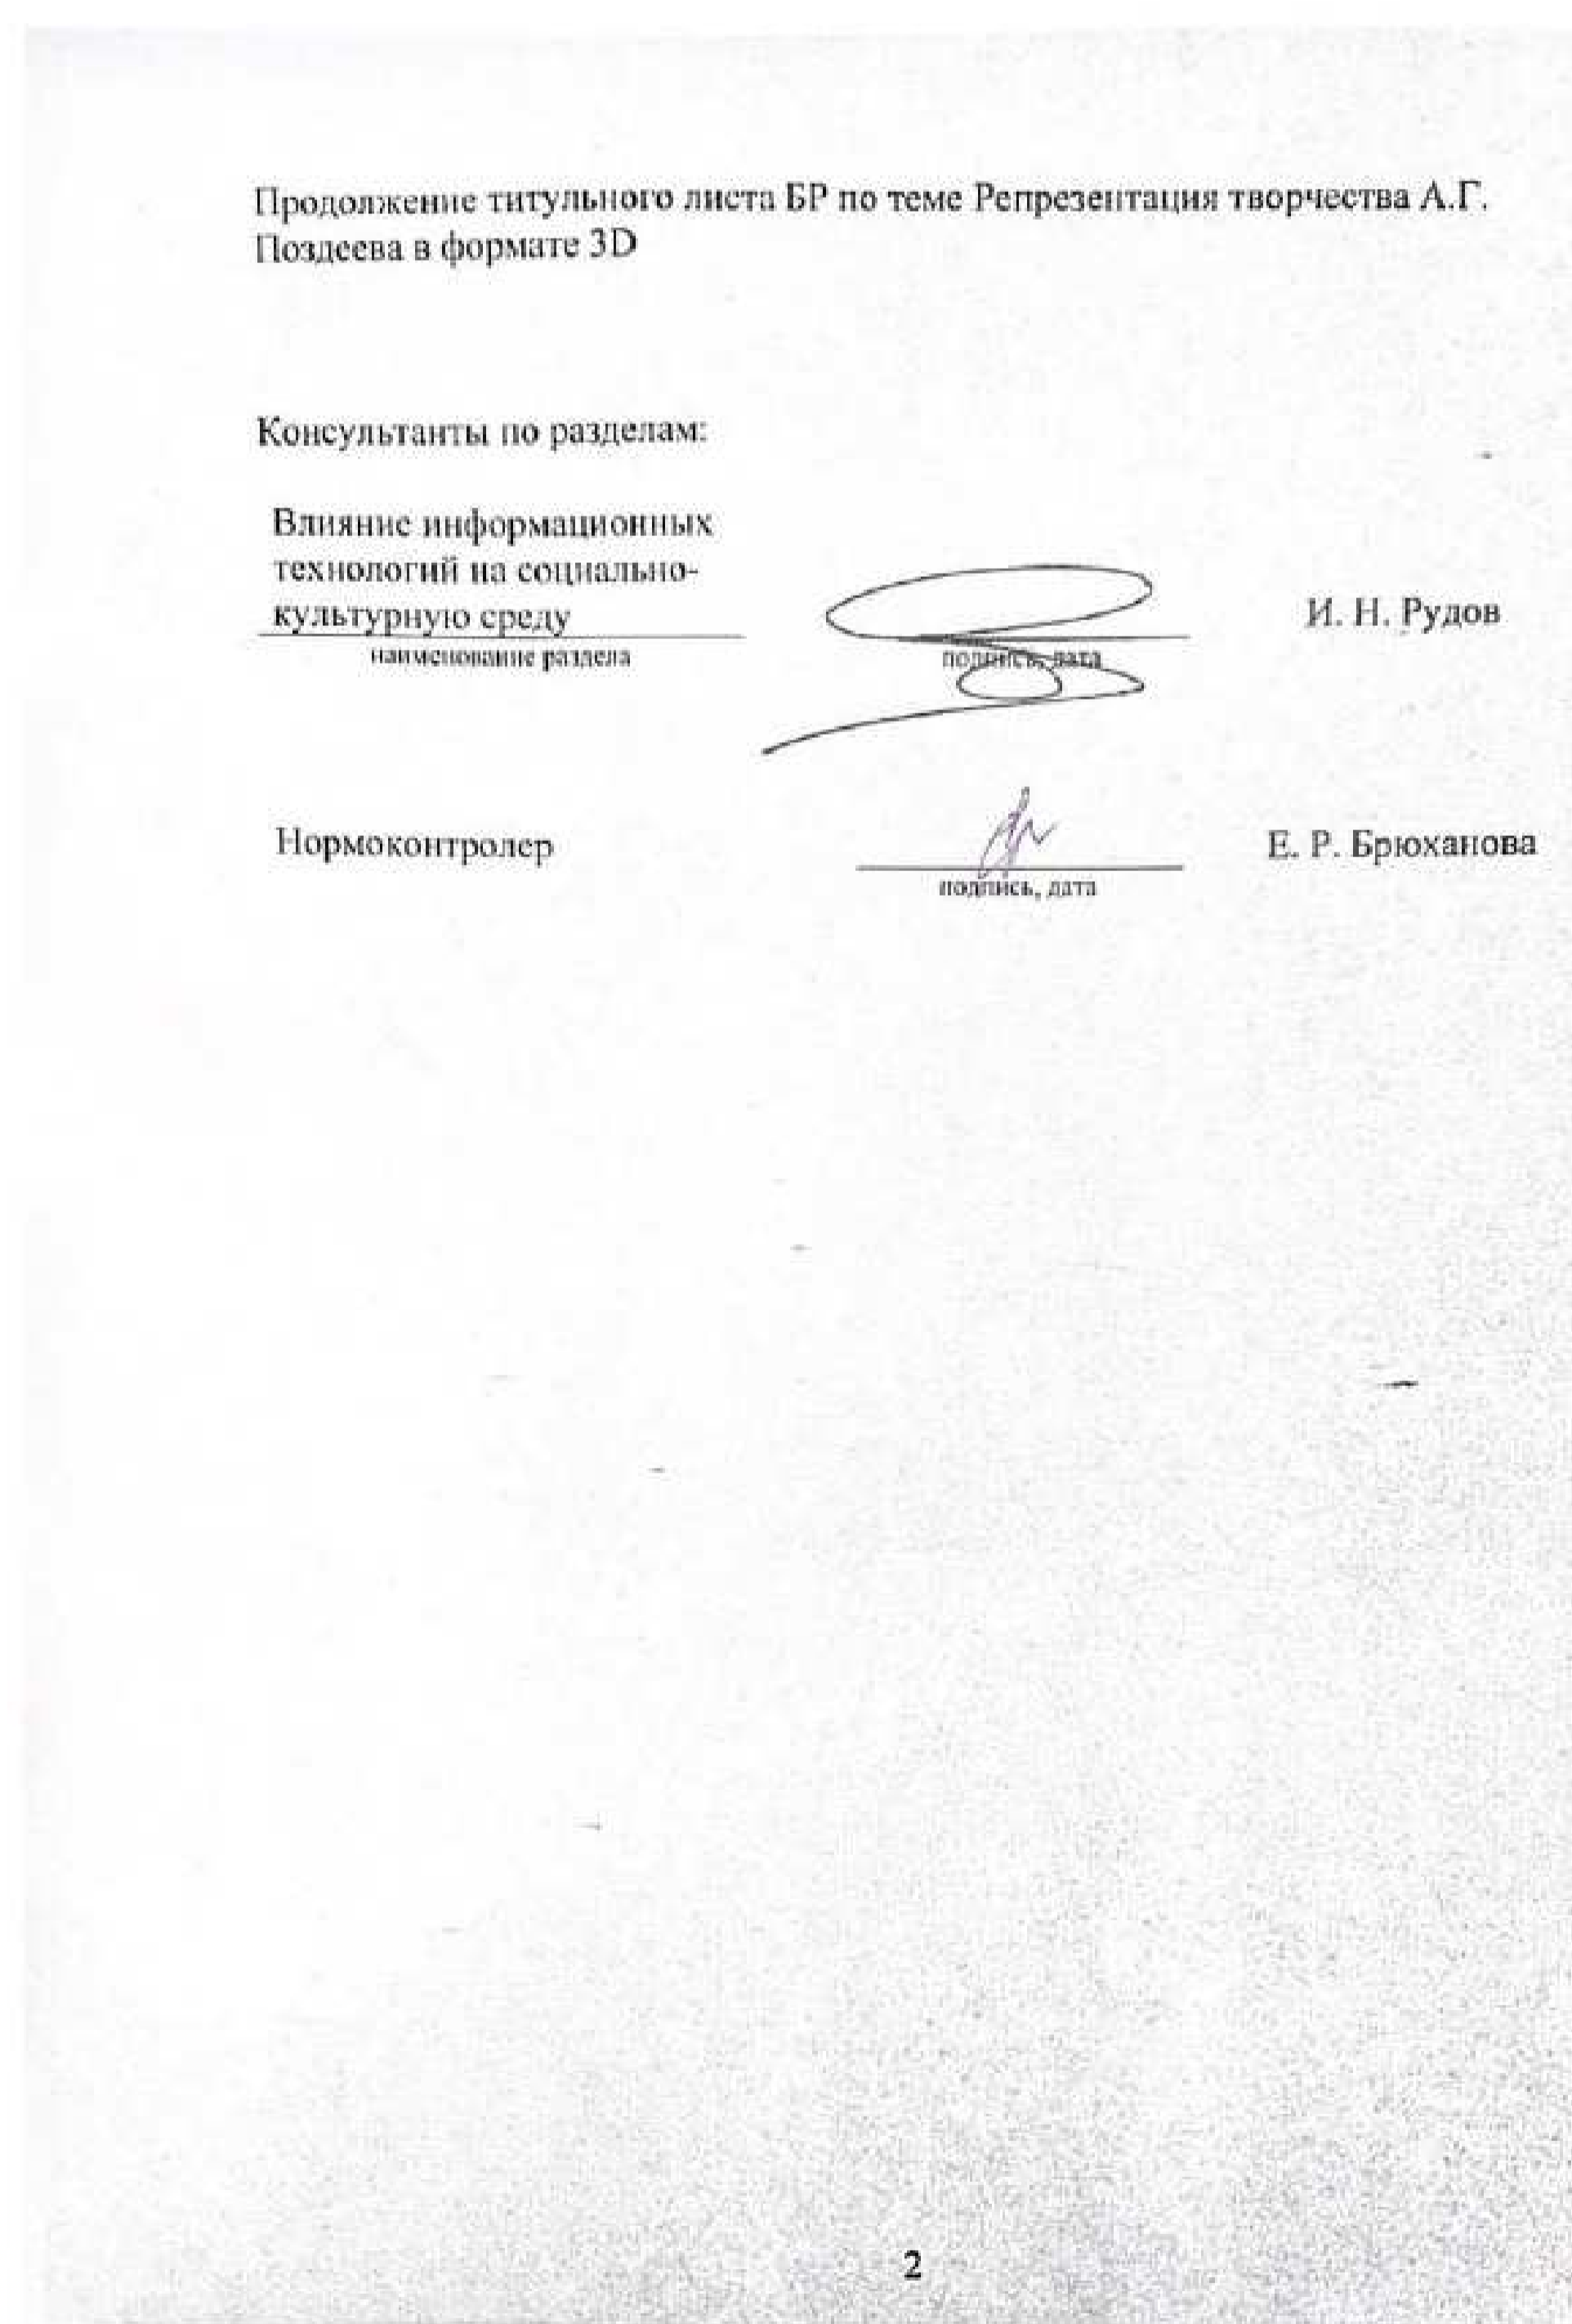 Продолжение титульного листа БР по теме Репрезентация творчества А.Г.
Поздеева в формате 3D
Консультанты по разделам:
Влияние информационных
технологий на социально-
культурную среду
И. Н. Рудов
наименование раздела
подпись, дата
Нормоконтролер
Е. Р. Брюханова
подпись, дата
2